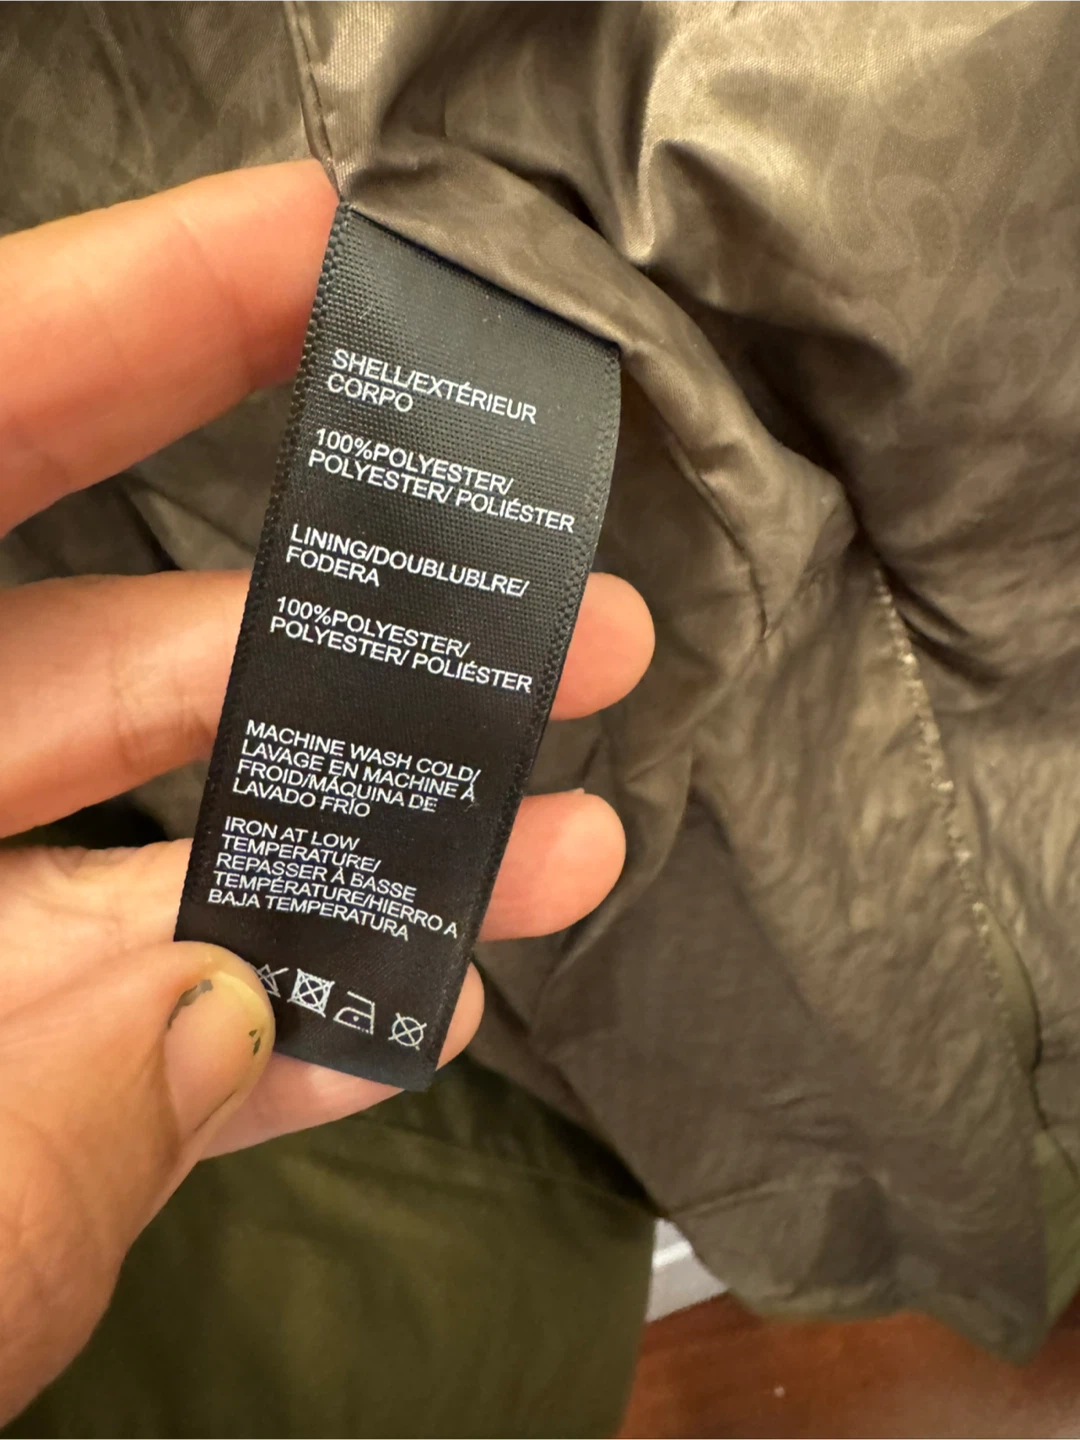 SHELL/EXTÉRIEUR
CORPO
100%POLYESTER/
POLYESTER/ POLIÉSTER
LINING/DOUBLUBLRE/
FODERA
100%POLYESTER/
POLYESTER/ POLIÉSTER
MACHINE WASH COLD/
LAVAGE EN MACHINE À
FROID/MÁQUINA DE
LAVADO FRÍO
IRON AT LOW
TEMPERATURE/
REPASSER À BASSE
TEMPÉRATURE/HIERRO A
BAJA TEMPERATURA